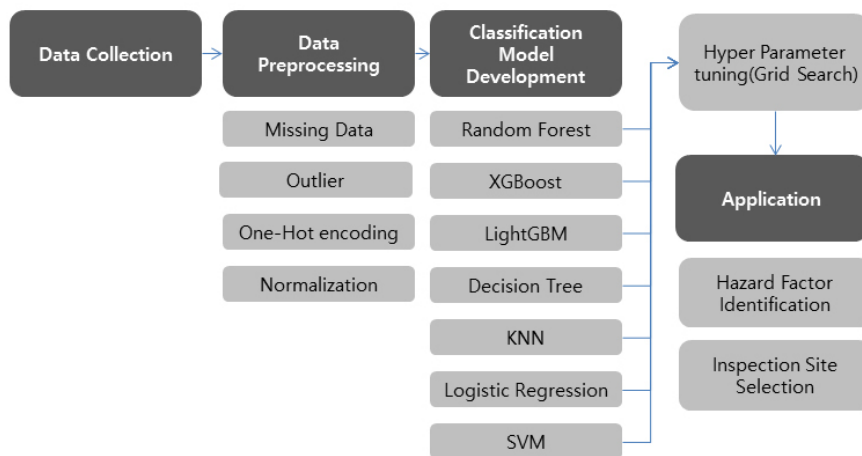 Data Collection
Data
Preprocessing
Missing Data
Outlier
One-Hot encoding
Normalization
Classification
Model
Development
Random Forest
XGBoost
LightGBM
Decision Tree
KNN
Logistic Regression
SVM
Hyper Parameter
tuning(Grid Search)
Application
Hazard Factor
Identification
Inspection Site
Selection